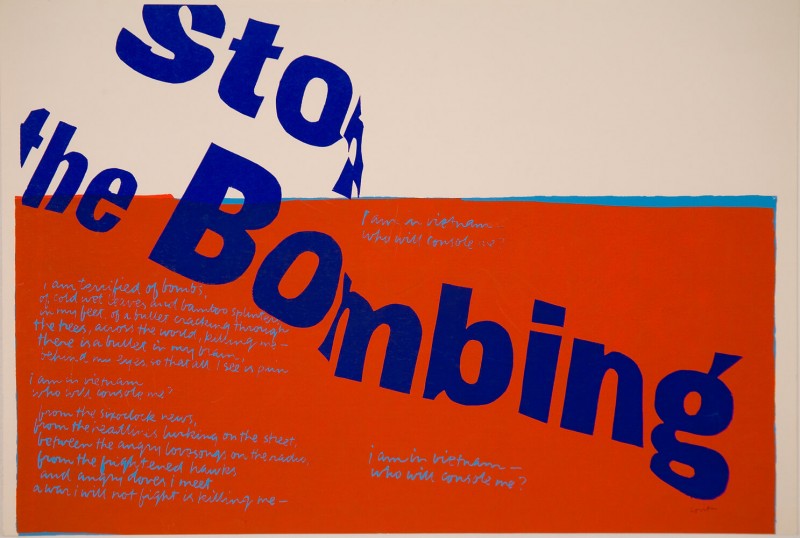 Stop
the Bombing
I am in vietnam
who will console me?
i am terrified of bombs,
of cold wet leaves and bamboo splinters
in my feet, of a bullet cracking through
the trees, across the world, killing me—
there is a bullet in my brain,
behind my eyes, so that all I see is pain
I am in vietnam
who will console me?
from the sixoclock news,
from the headlines lurking on the street,
between the angry lovesongs on the radio,
from the frightened hawks
and angry doves i meet
a war i will not fight is killing me—
i am in vietnam—
who will console me?